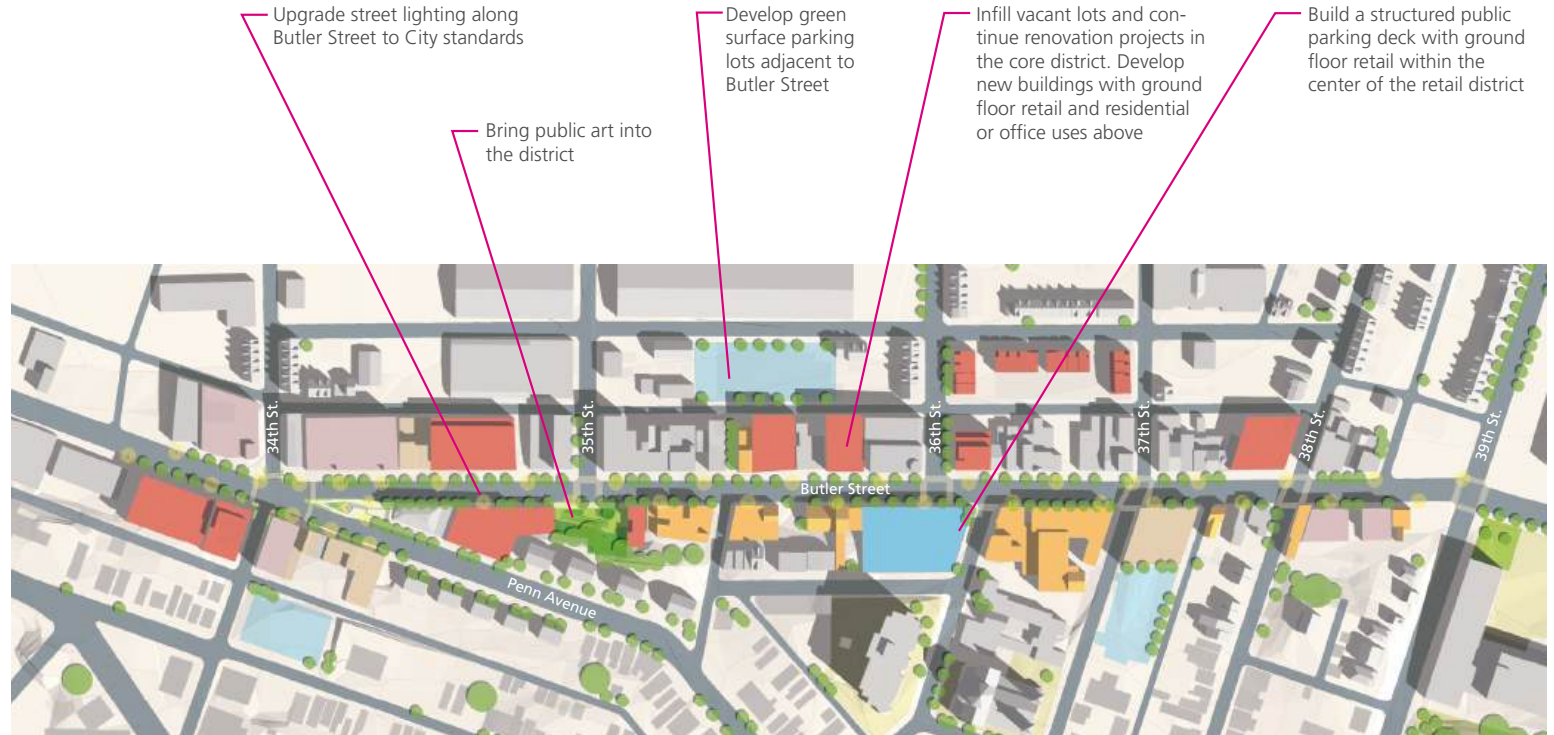 Upgrade street lighting along
Butler Street to City standards
Bring public art into
the district
Develop green
surface parking
lots adjacent to
Butler Street
Infill vacant lots and con-
tinue renovation projects in
the core district. Develop
new buildings with ground
floor retail and residential
or office uses above
Build a structured public
parking deck with ground
floor retail within the
center of the retail district
34th St.
35th St.
36th St.
37th St.
38th St.
39th St.
Butler Street
Penn Avenue